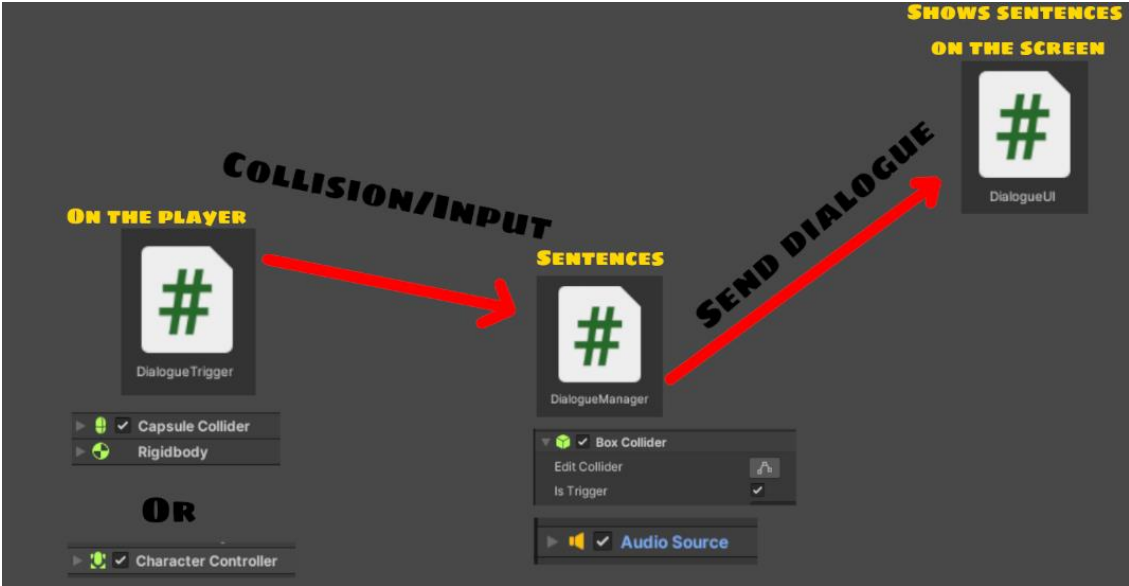 SHOWS SENTENCES
ON THE SCREEN
#
DialogueUI
COLLISION/INPUT
SEND DIALOGUE
ON THE PLAYER
#
DialogueTrigger
SENTENCES
#
DialogueManager
Capsule Collider
Rigidbody
OR
Character Controller
Box Collider
Edit Collider
Is Trigger
Audio Source